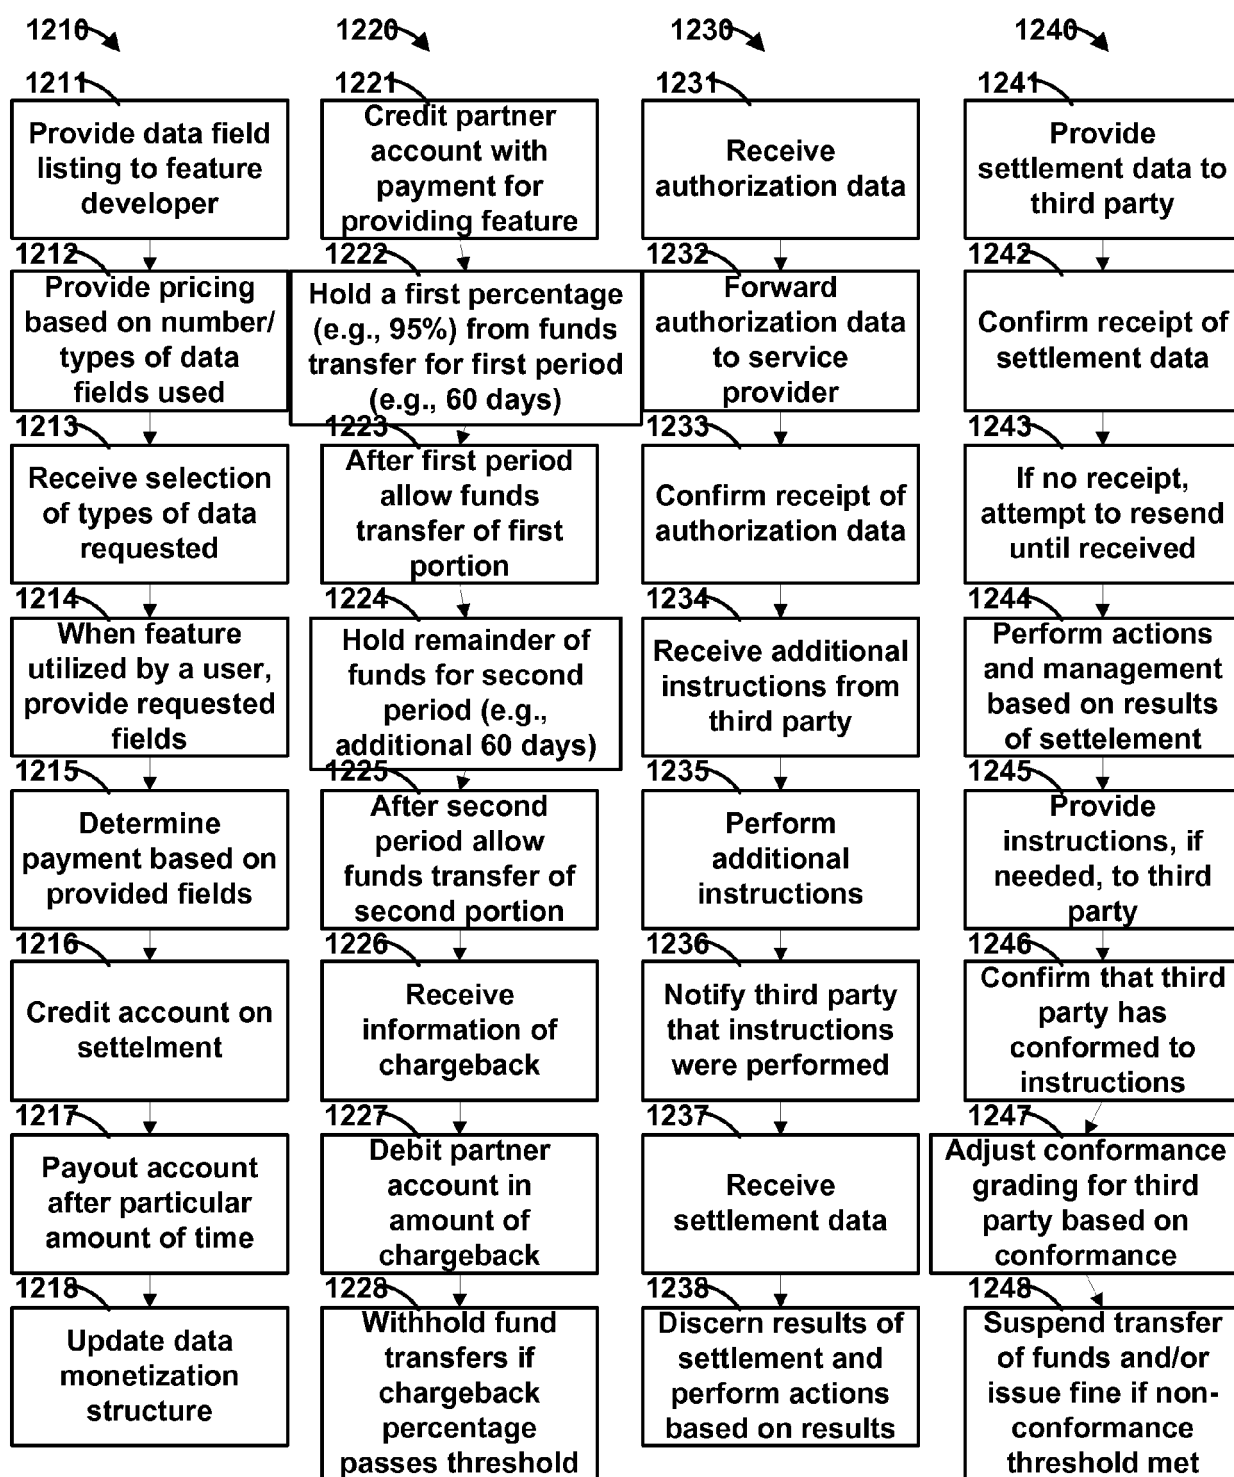 1210
1211
Provide data field
listing to feature
developer
1212
Provide pricing
based on number/
types of data
fields used
1213
Receive selection
of types of data
requested
1214
When feature
utilized by a user,
provide requested
fields
1215
Determine
payment based on
provided fields
1216
Credit account on
settelment
1217
Payout account
after particular
amount of time
1218
Update data
monetization
structure
1220
1221
Credit partner
account with
payment for
providing feature
1222
Hold a first percentage
(e.g., 95%) from funds
transfer for first period
(e.g., 60 days)
1223
After first period
allow funds
transfer of first
portion
1224
Hold remainder of
funds for second
period (e.g.,
additional 60 days)
1225
After second
period allow
funds transfer of
second portion
1226
Receive
information of
chargeback
1227
Debit partner
account in
amount of
chargeback
1228
Withhold fund
transfers if
chargeback
percentage
passes threshold
1230
1231
Receive
authorization data
1232
Forward
authorization data
to service
provider
1233
Confirm receipt of
authorization data
1234
Receive additional
instructions from
third party
1235
Perform
additional
instructions
1236
Notify third party
that instructions
were performed
1237
Receive
settlement data
1238
Discern results of
settlement and
perform actions
based on results
1240
1241
Provide
settlement data to
third party
1242
Confirm receipt of
settlement data
1243
If no receipt,
attempt to resend
until received
1244
Perform actions
and management
based on results
of settelement
1245
Provide
instructions, if
needed, to third
party
1246
Confirm that third
party has
conformed to
instructions
1247
Adjust conformance
grading for third
party based on
conformance
1248
Suspend transfer
of funds and/or
issue fine if non-
conformance
threshold met